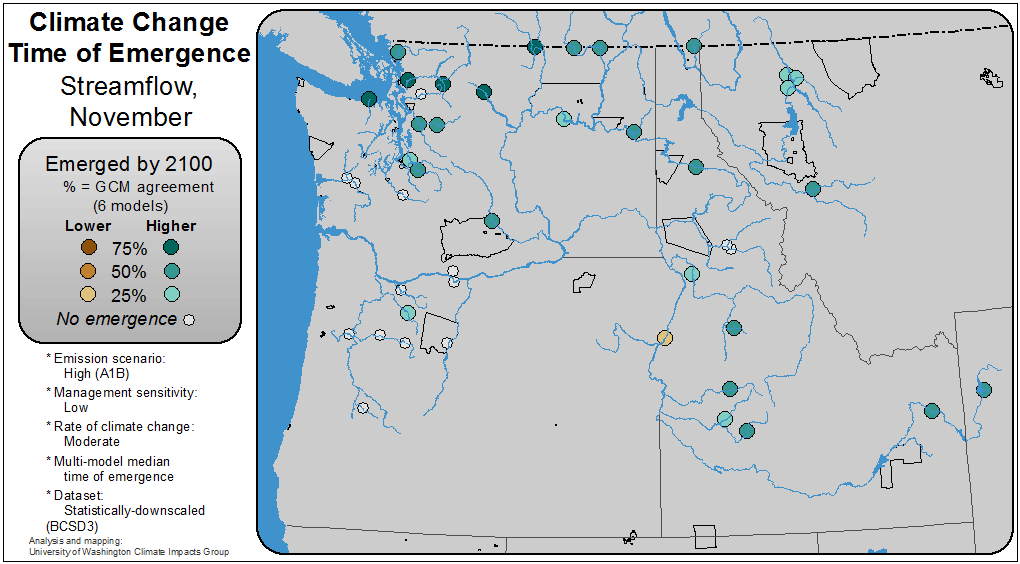 Climate Change
Time of Emergence
Streamflow,
November
Emerged by 2100
% = GCM agreement
(6 models)
Lower Higher
75%
50%
25%
No emergence
* Emission scenario:
High (A1B)
* Management sensitivity:
Low
* Rate of climate change:
Moderate
* Multi-model median
time of emergence
* Dataset:
Statistically-downscaled
(BCSD3)
Analysis and mapping:
University of Washington Climate Impacts Group